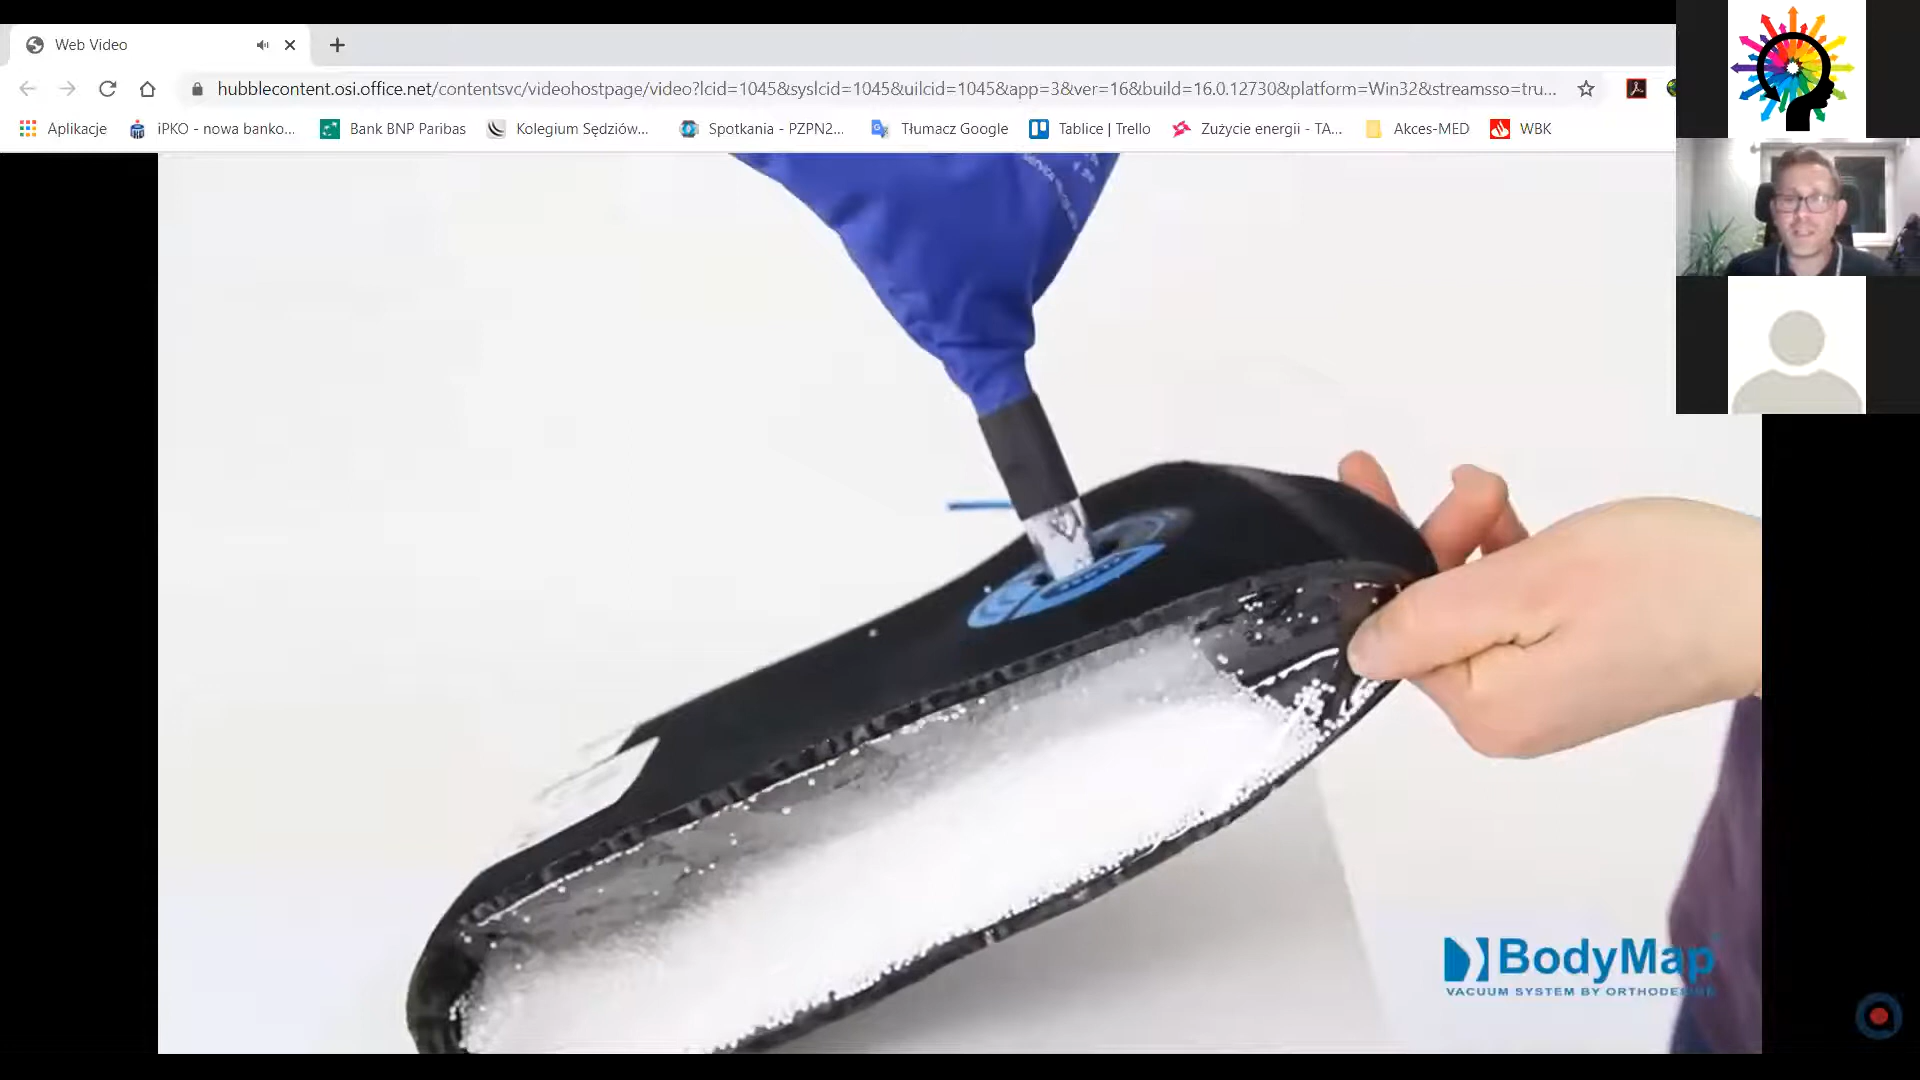 Web Video
hubblecontent.osi.office.net/contentsvc/videohostpage/video?lcid=1045&syslcid=1045&uilcid=1045&app=3&ver=16&build=16.0.12730&platform=Win32&streamsso=tru...
Aplikacje iPKO - nowa banko... Bank BNP Paribas Kolegium Sędziów... Spotkania - PZPN2... Tłumacz Google Tablice | Trello Zużycie energii - TA... Akces-MED WBK
BodyMap
VACUUM SYSTEM BY ORTHODESIGN